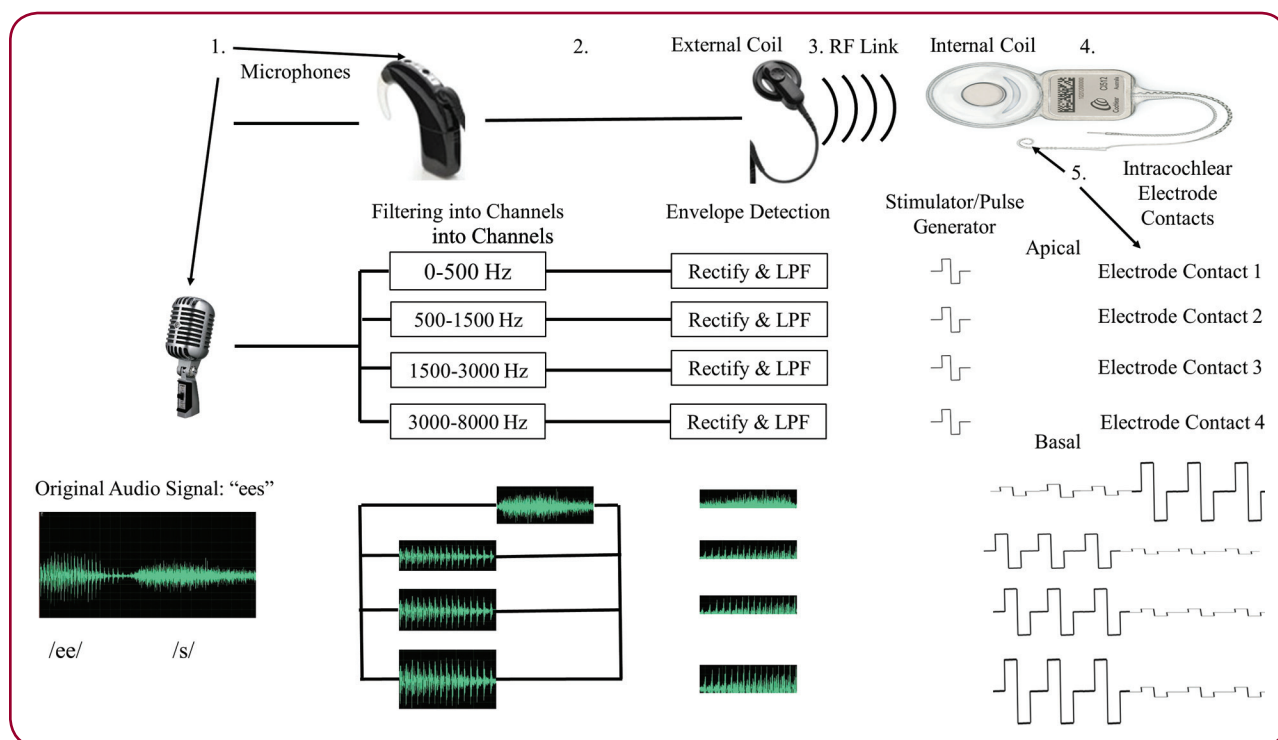 1.
2.
External Coil
3. RF Link
Internal Coil
4.
Microphones
5.
Intracochlear
Electrode
Contacts
Filtering into Channels
into Channels
Envelope Detection
Stimulator/Pulse
Generator
Apical
0-500 Hz
Rectify & LPF
Electrode Contact 1
500-1500 Hz
Rectify & LPF
Electrode Contact 2
1500-3000 Hz
Rectify & LPF
Electrode Contact 3
3000-8000 Hz
Rectify & LPF
Electrode Contact 4
Basal
Original Audio Signal: “ees”
/ee/
/s/